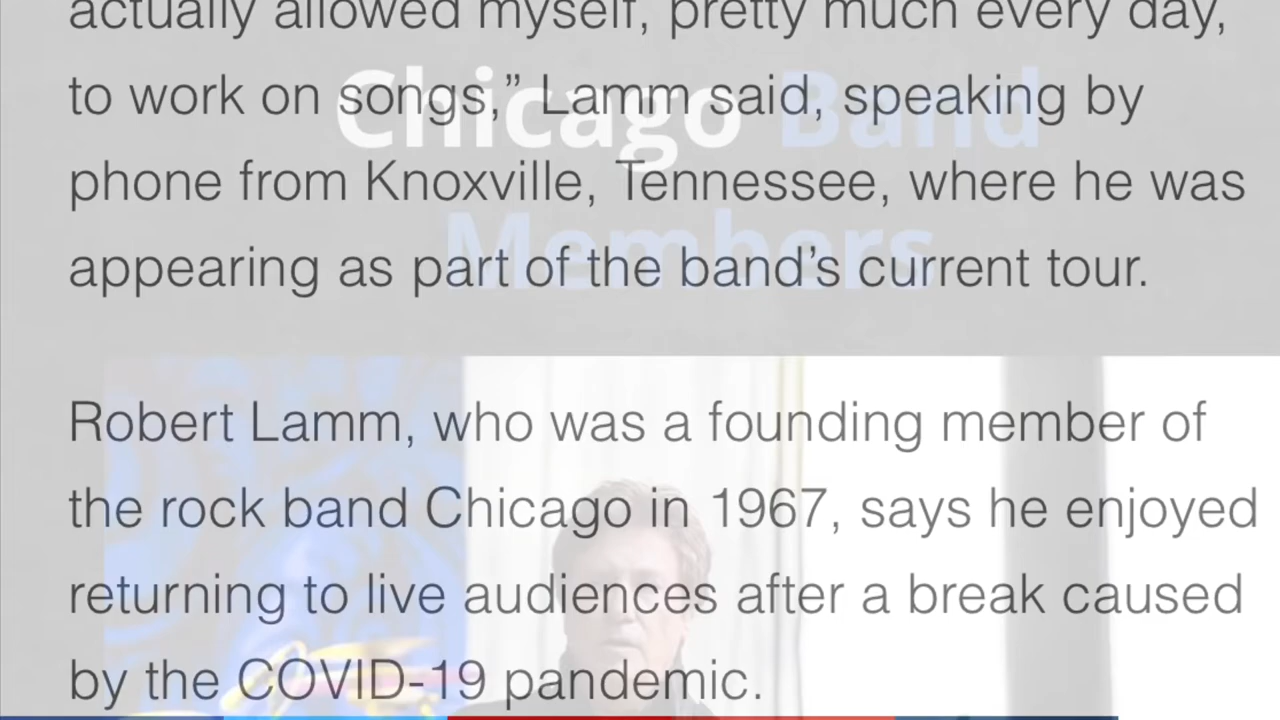 actually allowed myself, pretty much every day,
to work on songs,” Lamm said, speaking by
phone from Knoxville, Tennessee, where he was
appearing as part of the band’s current tour.
Chicago Band
Members
Robert Lamm, who was a founding member of
the rock band Chicago in 1967, says he enjoyed
returning to live audiences after a break caused
by the COVID-19 pandemic.